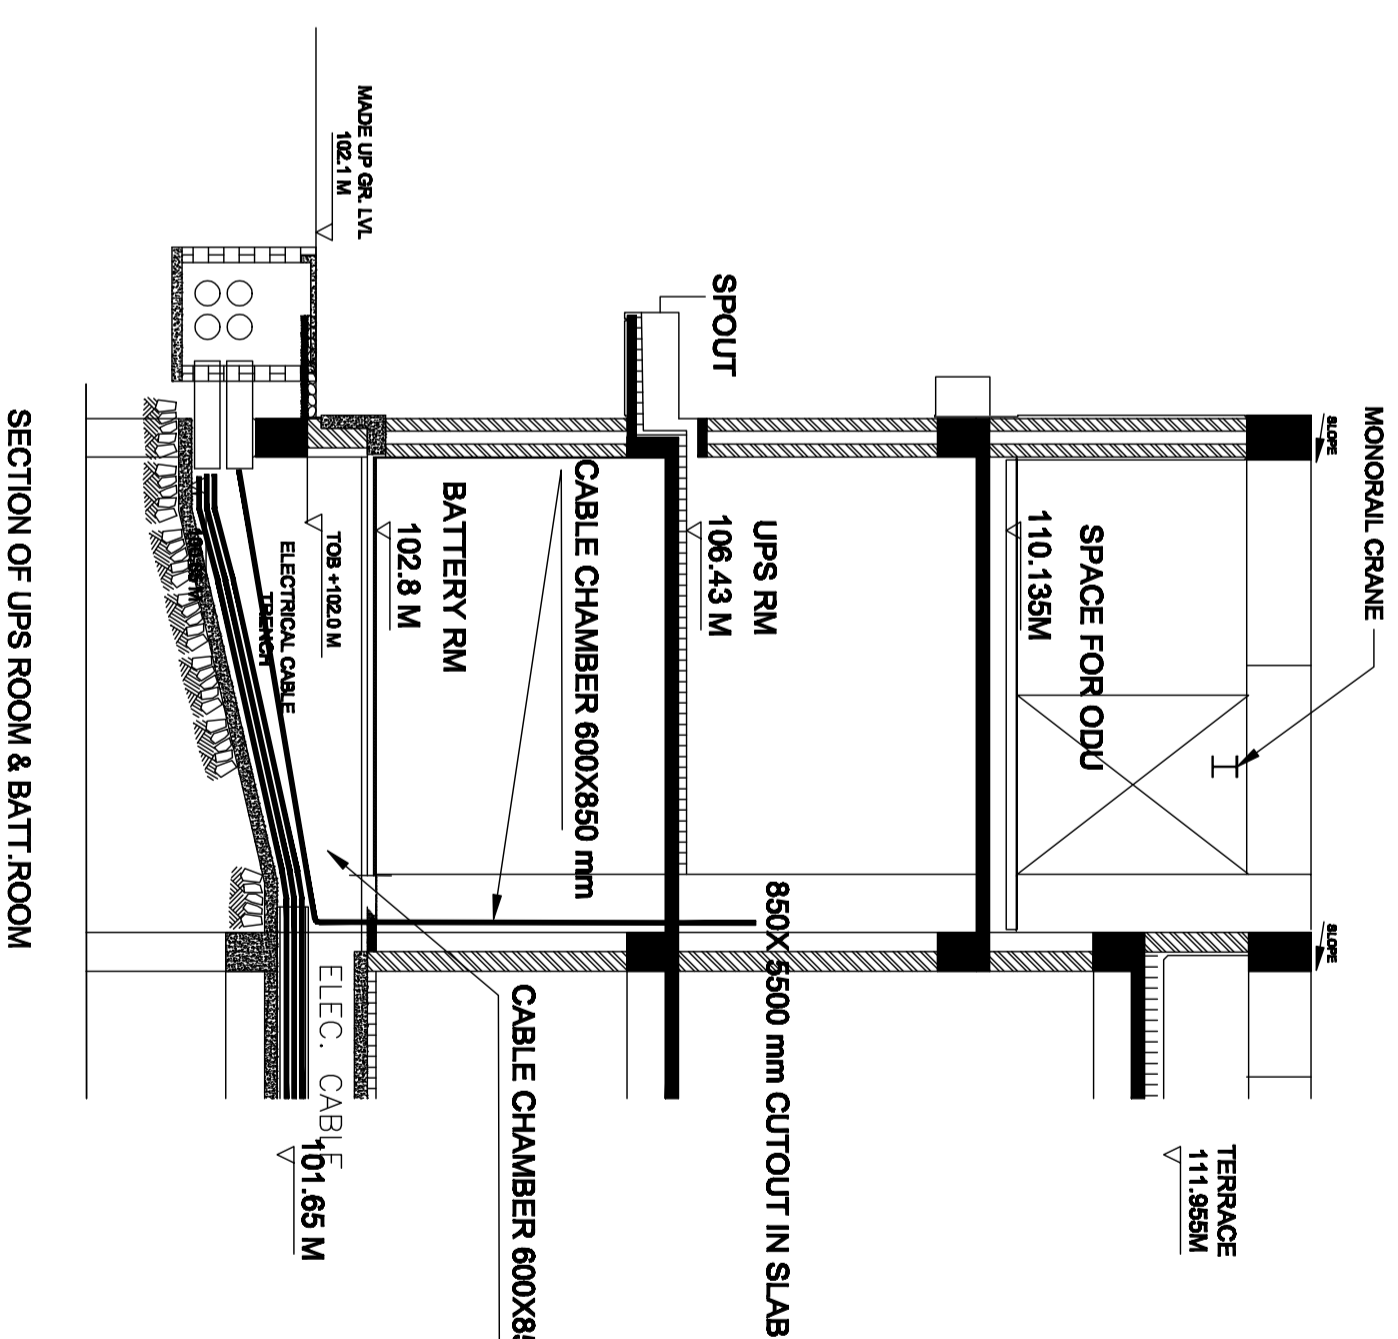 MONORAIL CRANE
SLOPE
SLOPE
TERRACE
111.955M
SPACE FOR ODU
110.135M
850X 5500 mm CUTOUT IN SLAB
UPS RM
106.43 M
SPOUT
CABLE CHAMBER 600X850 mm
CABLE CHAMBER 600X85
BATTERY RM
102.8 M
MADE UP GR. LVL
102.1 M
TOB +102.0 M
ELECTRICAL CABLE
TRENCH
ELEC. CABLE
101.65 M
SECTION OF UPS ROOM & BATT.ROOM